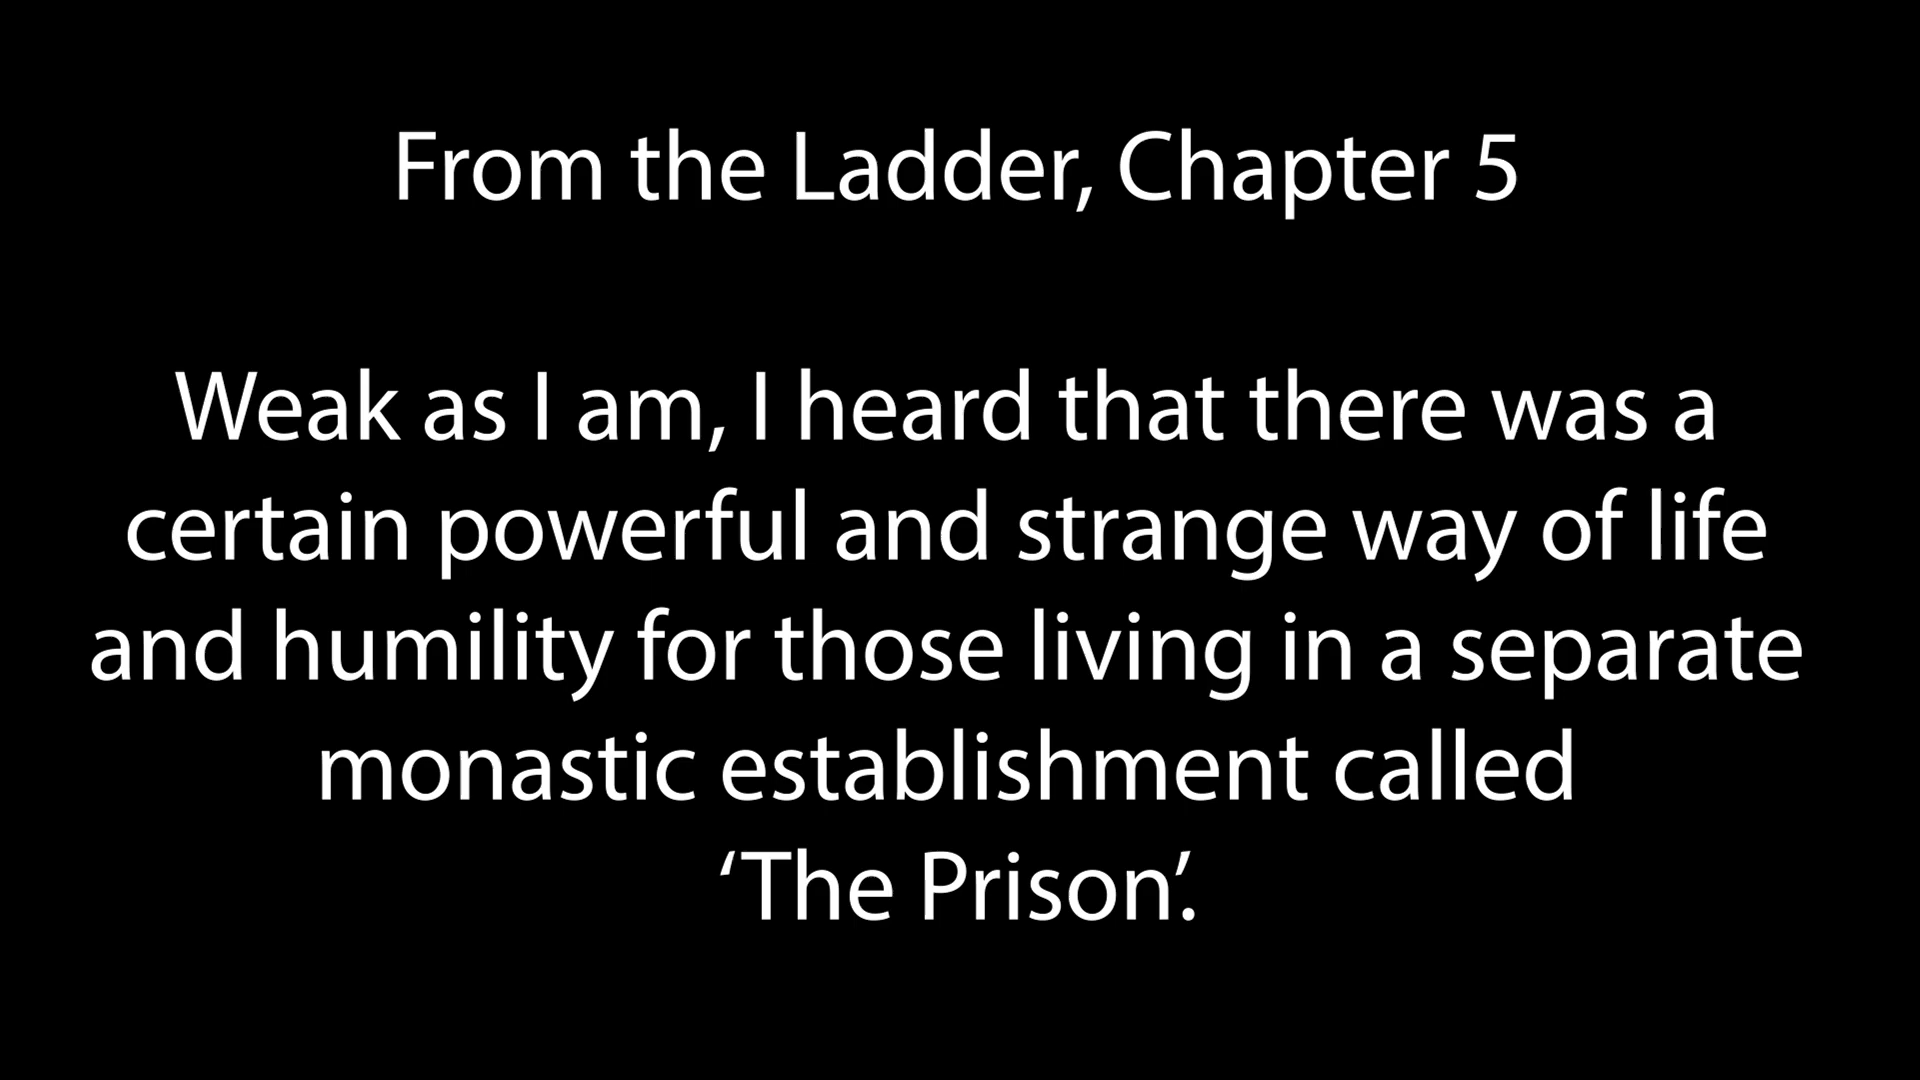 From the Ladder, Chapter 5
Weak as I am, I heard that there was a
certain powerful and strange way of life
and humility for those living in a separate
monastic establishment called
‘The Prison’.